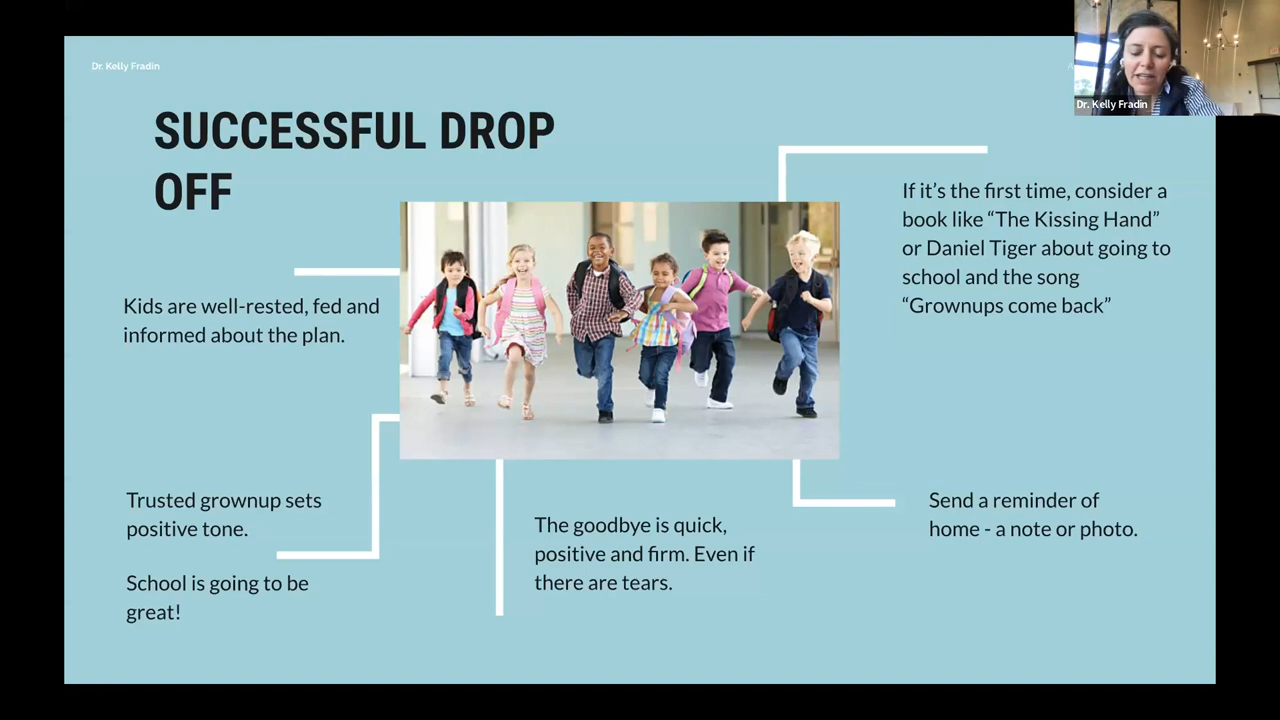 Dr. Kelly Fradin
Dr. Kelly Fradin
SUCCESSFUL DROP
OFF
If it’s the first time, consider a
book like “The Kissing Hand”
or Daniel Tiger about going to
school and the song
“Grownups come back”
Kids are well-rested, fed and
informed about the plan.
Trusted grownup sets
positive tone.
School is going to be
great!
The goodbye is quick,
positive and firm. Even if
there are tears.
Send a reminder of
home - a note or photo.